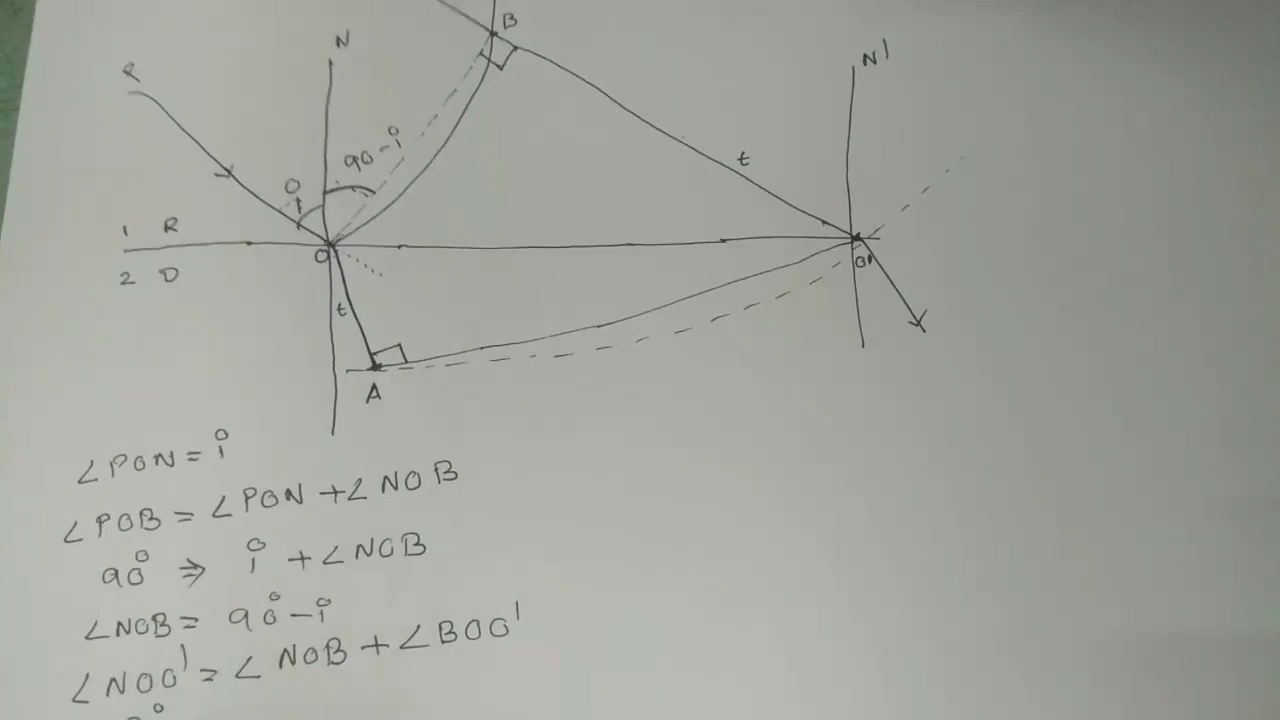 B
N
N'
P
90-i
t
i
1 R
2 D
O
O'
t
A
∠PON = i
∠POB = ∠PON + ∠NOB
90° ⇒ i + ∠NOB
∠NOB = 90° - i
∠NOO' = ∠NOB + ∠BOO'